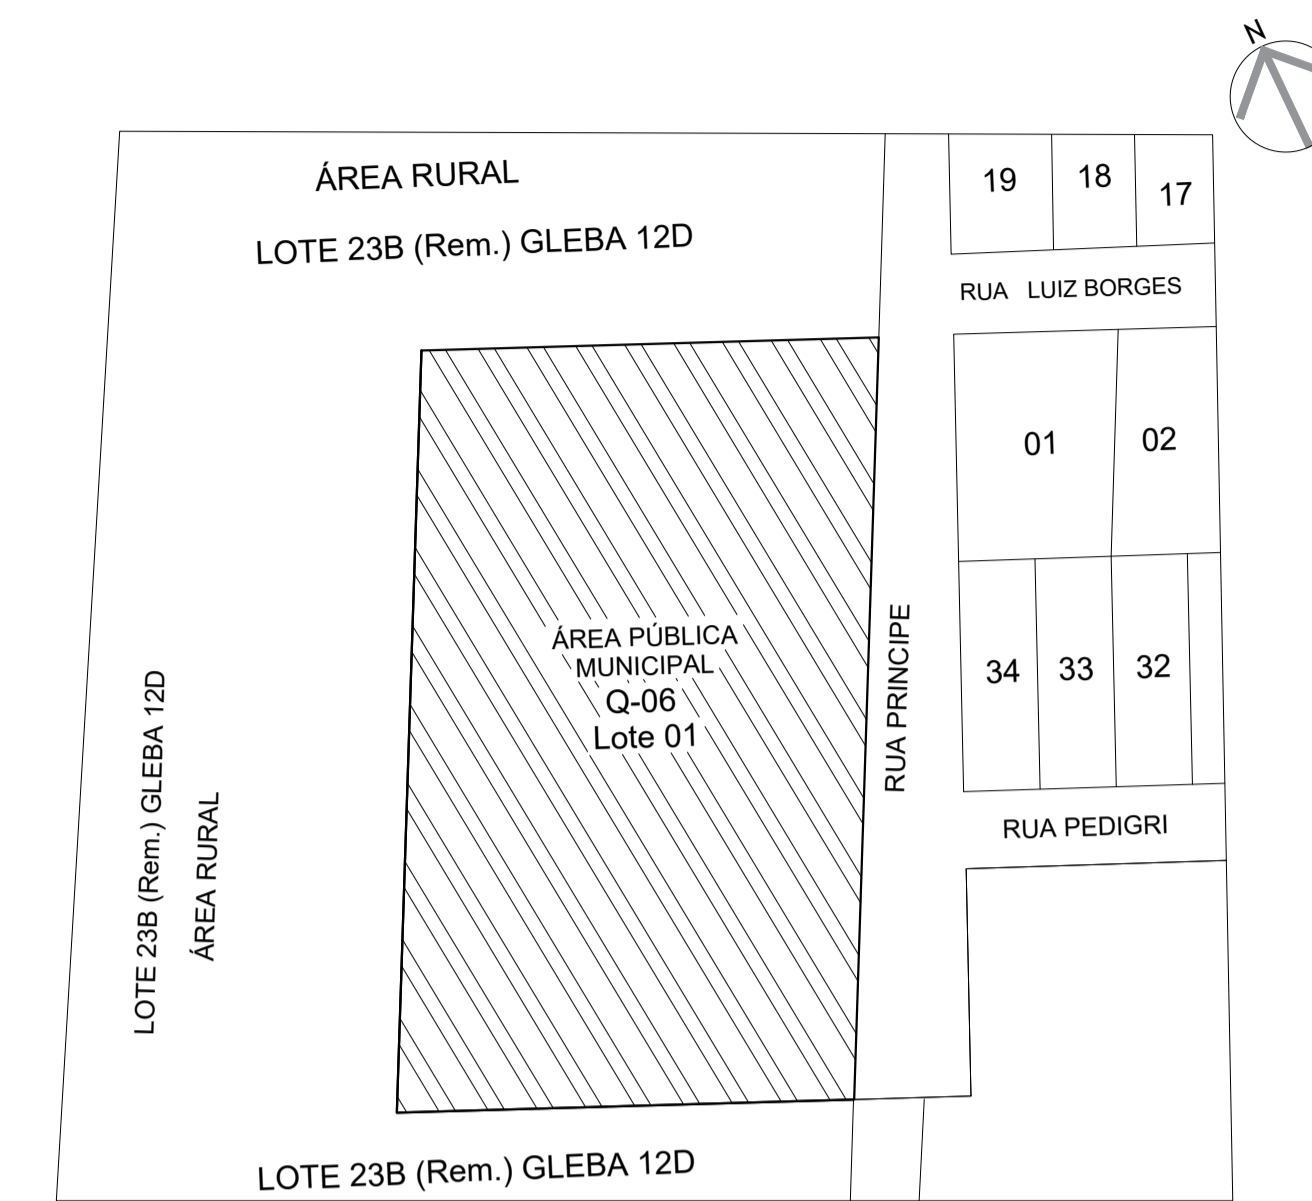 N
ÁREA RURAL
LOTE 23B (Rem.) GLEBA 12D
19
18
17
RUA LUIZ BORGES
01
02
ÁREA PÚBLICA
MUNICIPAL
Q-06
Lote 01
RUA PRINCIPE
34
33
32
LOTE 23B (Rem.) GLEBA 12D
ÁREA RURAL
RUA PEDIGRI
LOTE 23B (Rem.) GLEBA 12D